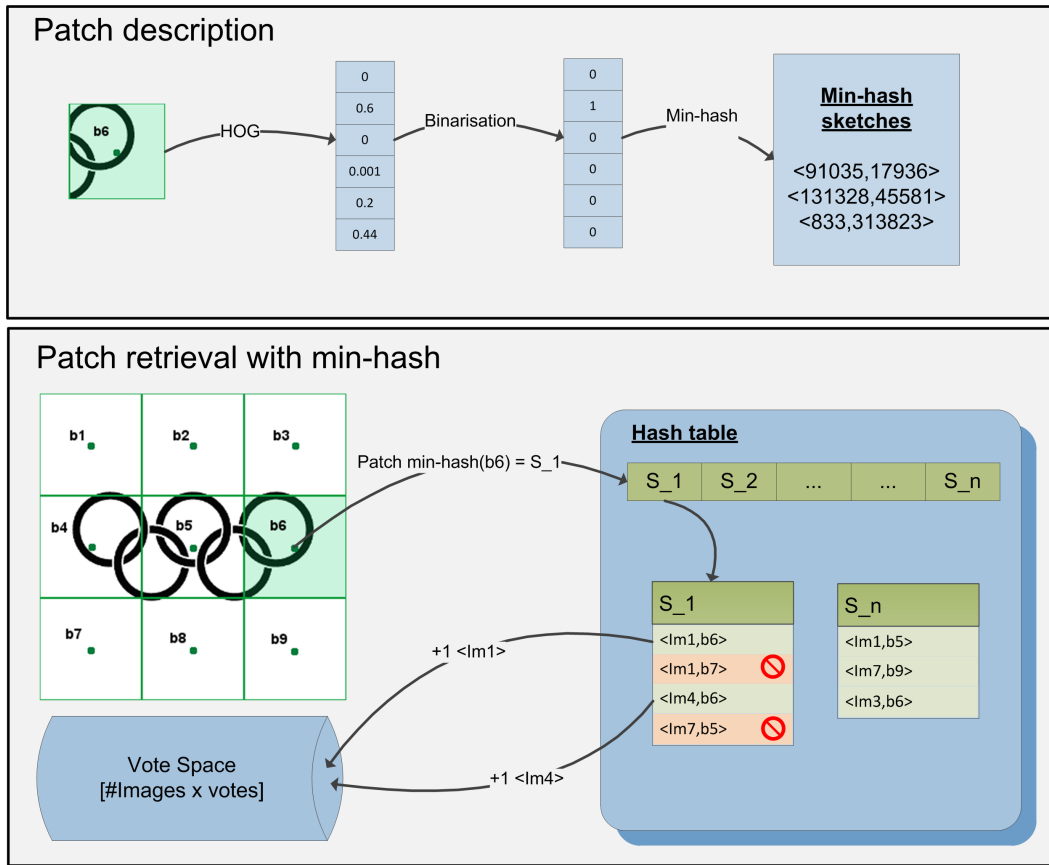 Patch description
b6
HOG
0
0.6
0
0.001
0.2
0.44
Binarisation
0
1
0
0
0
0
Min-hash
Min-hash
sketches
<91035,17936>
<131328,45581>
<833,313823>
Patch retrieval with min-hash
b1
b2
b3
b4
b5
b6
b7
b8
b9
Patch min-hash(b6) = S_1
Hash table
S_1
S_2
...
...
S_n
S_1
<Im1,b6>
<Im1,b7>
<Im4,b6>
<Im7,b5>
S_n
<Im1,b5>
<Im7,b9>
<Im3,b6>
+1 <Im1>
+1 <Im4>
Vote Space
[#Images x votes]